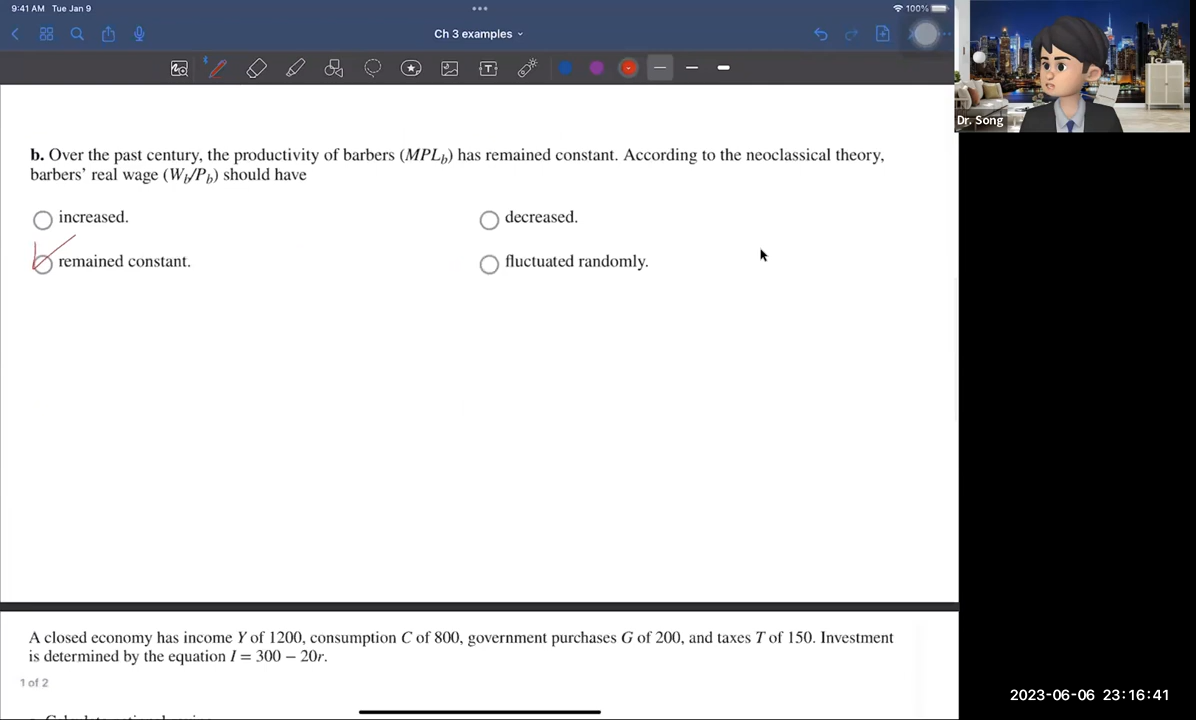 9:41 AM Tue Jan 9
100%
Ch 3 examples
Dr. Song
b. Over the past century, the productivity of barbers (MPLb) has remained constant. According to the neoclassical theory,
barbers' real wage (Wb/Pb) should have
increased.
decreased.
remained constant.
fluctuated randomly.
A closed economy has income Y of 1200, consumption C of 800, government purchases G of 200, and taxes T of 150. Investment
is determined by the equation I = 300 – 20r.
1 of 2
2023-06-06 23:16:41